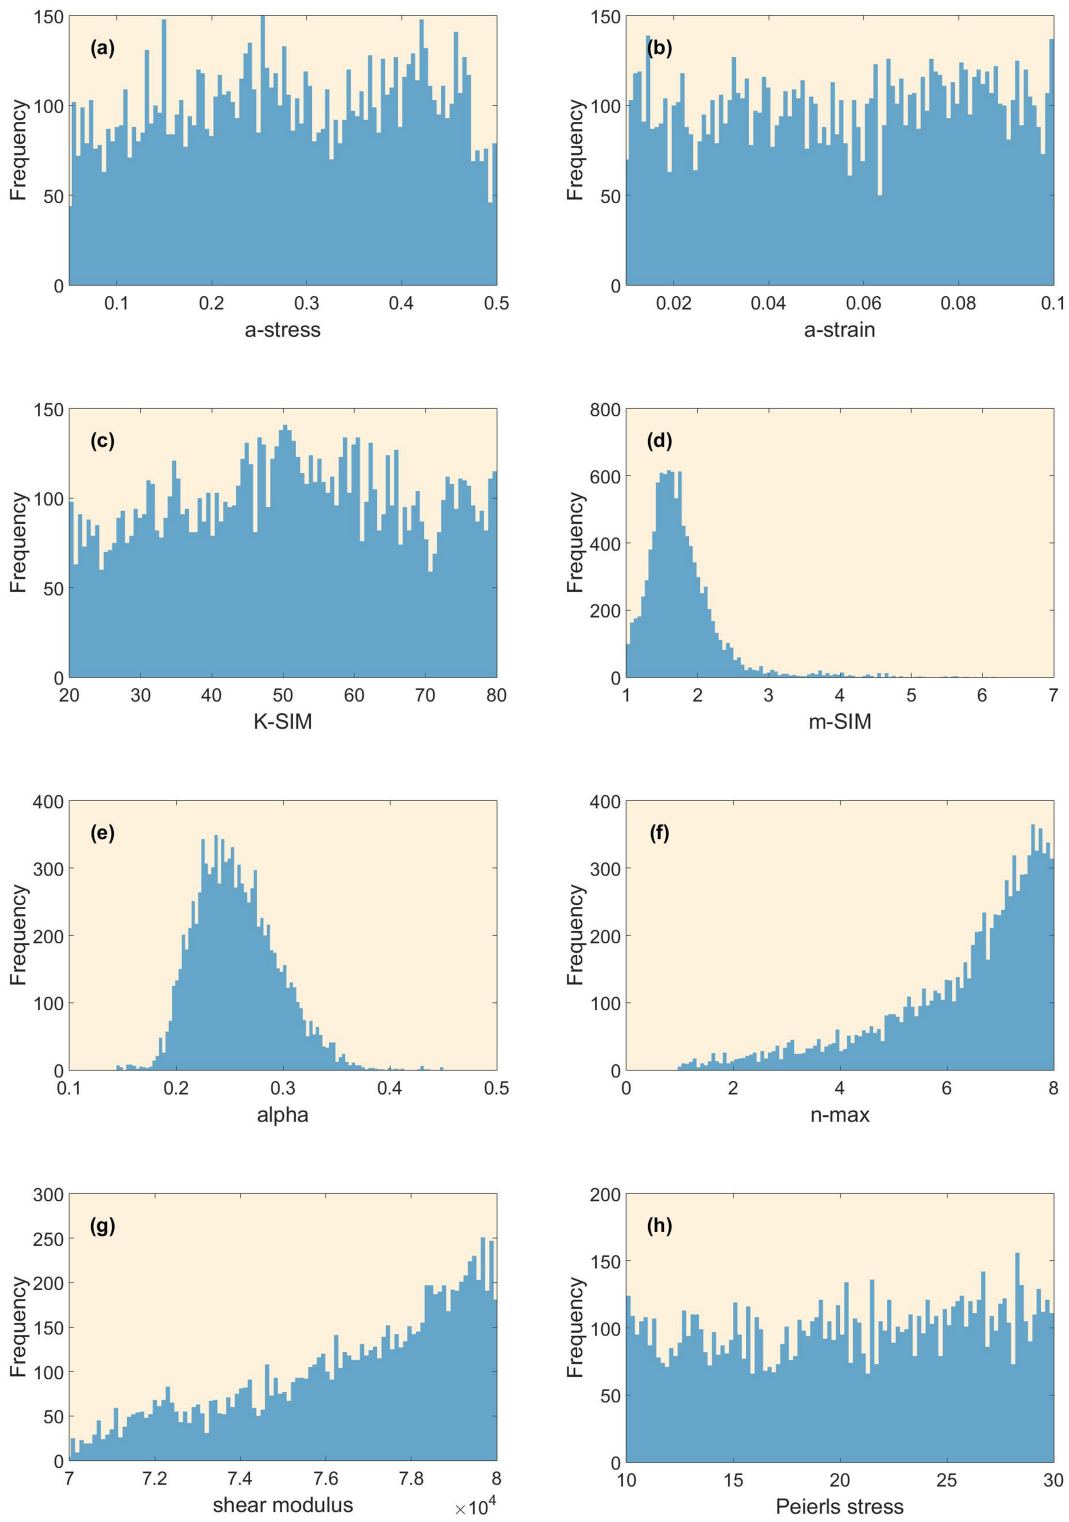 (a)
Frequency
150
100
50
0
0.1 0.2 0.3 0.4 0.5
a-stress
(b)
Frequency
150
100
50
0
0.02 0.04 0.06 0.08 0.1
a-strain
(c)
Frequency
150
100
50
0
20 30 40 50 60 70 80
K-SIM
(d)
Frequency
800
600
400
200
0
1 2 3 4 5 6 7
m-SIM
(e)
Frequency
400
300
200
100
0
0.1 0.2 0.3 0.4 0.5
alpha
(f)
Frequency
400
300
200
100
0
0 2 4 6 8
n-max
(g)
Frequency
300
250
200
150
100
50
0
7 7.2 7.4 7.6 7.8 8
shear modulus
×10⁴
(h)
Frequency
200
150
100
50
0
10 15 20 25 30
Peierls stress